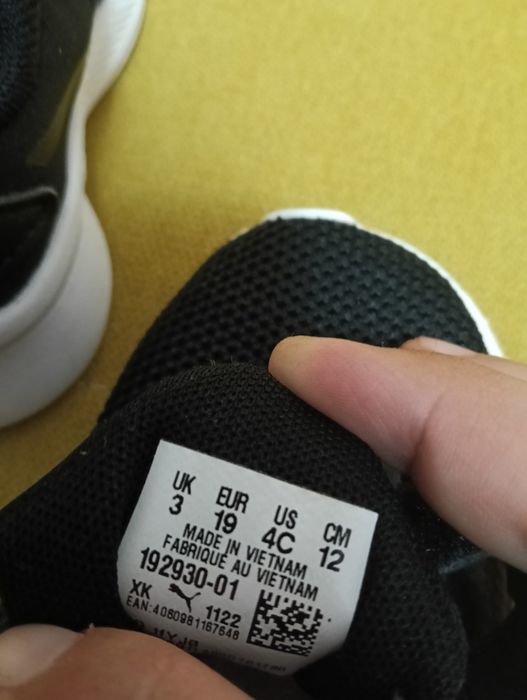 UK EUR US CM
3 19 4C 12
MADE IN VIETNAM
FABRIQUÉ AU VIETNAM
192930-01
XK 1122
EAN:4060981167648